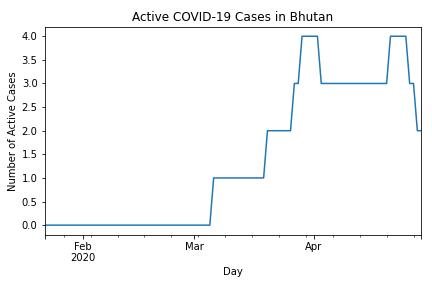 Active COVID-19 Cases in Bhutan
Number of Active Cases
4.0
3.5
3.0
2.5
2.0
1.5
1.0
0.5
0.0
Feb
2020
Mar
Apr
Day